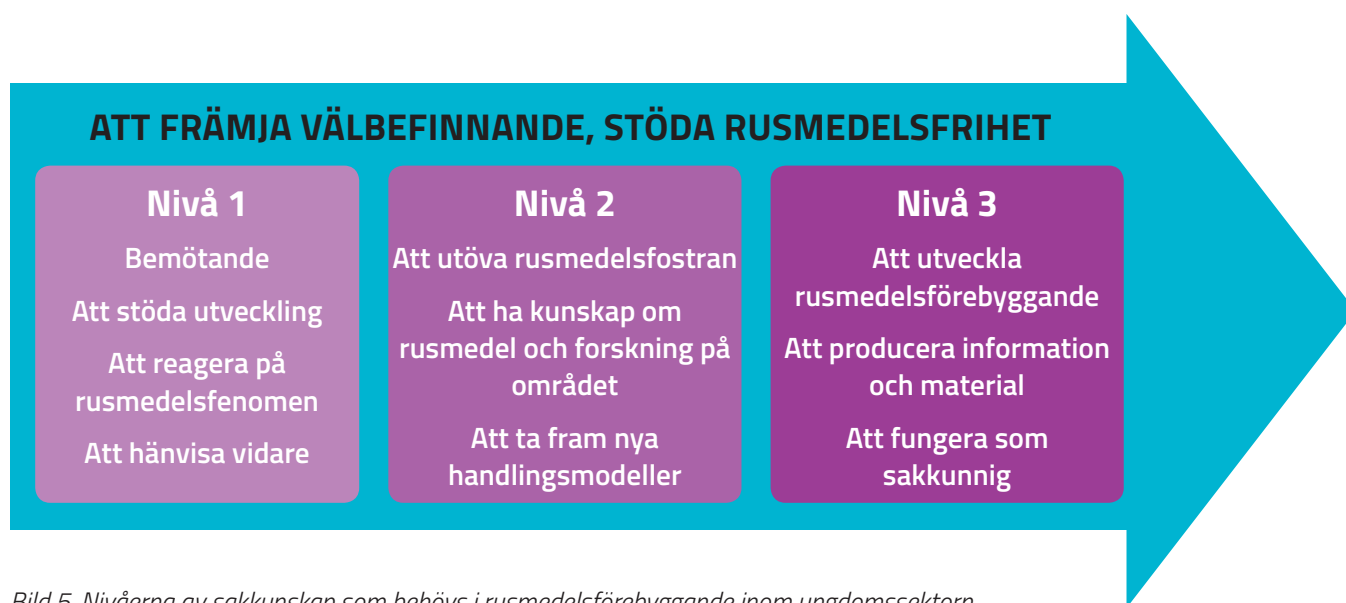 ATT FRÄMJA VÄLBEFINNANDE, STÖDA RUSMEDELSFRIHET
Nivå 1
Bemötande
Att stöda utveckling
Att reagera på
rusmedelsfenomen
Att hänvisa vidare
Nivå 2
Att utöva rusmedelsfostran
Att ha kunskap om
rusmedel och forskning på
området
Att ta fram nya
handlingsmodeller
Nivå 3
Att utveckla
rusmedelsförebyggande
Att producera information
och material
Att fungera som
sakkunnig
Bild 5. Nivåerna av sakkunskap som behövs i rusmedelsförebyggande inom ungdomssektorn